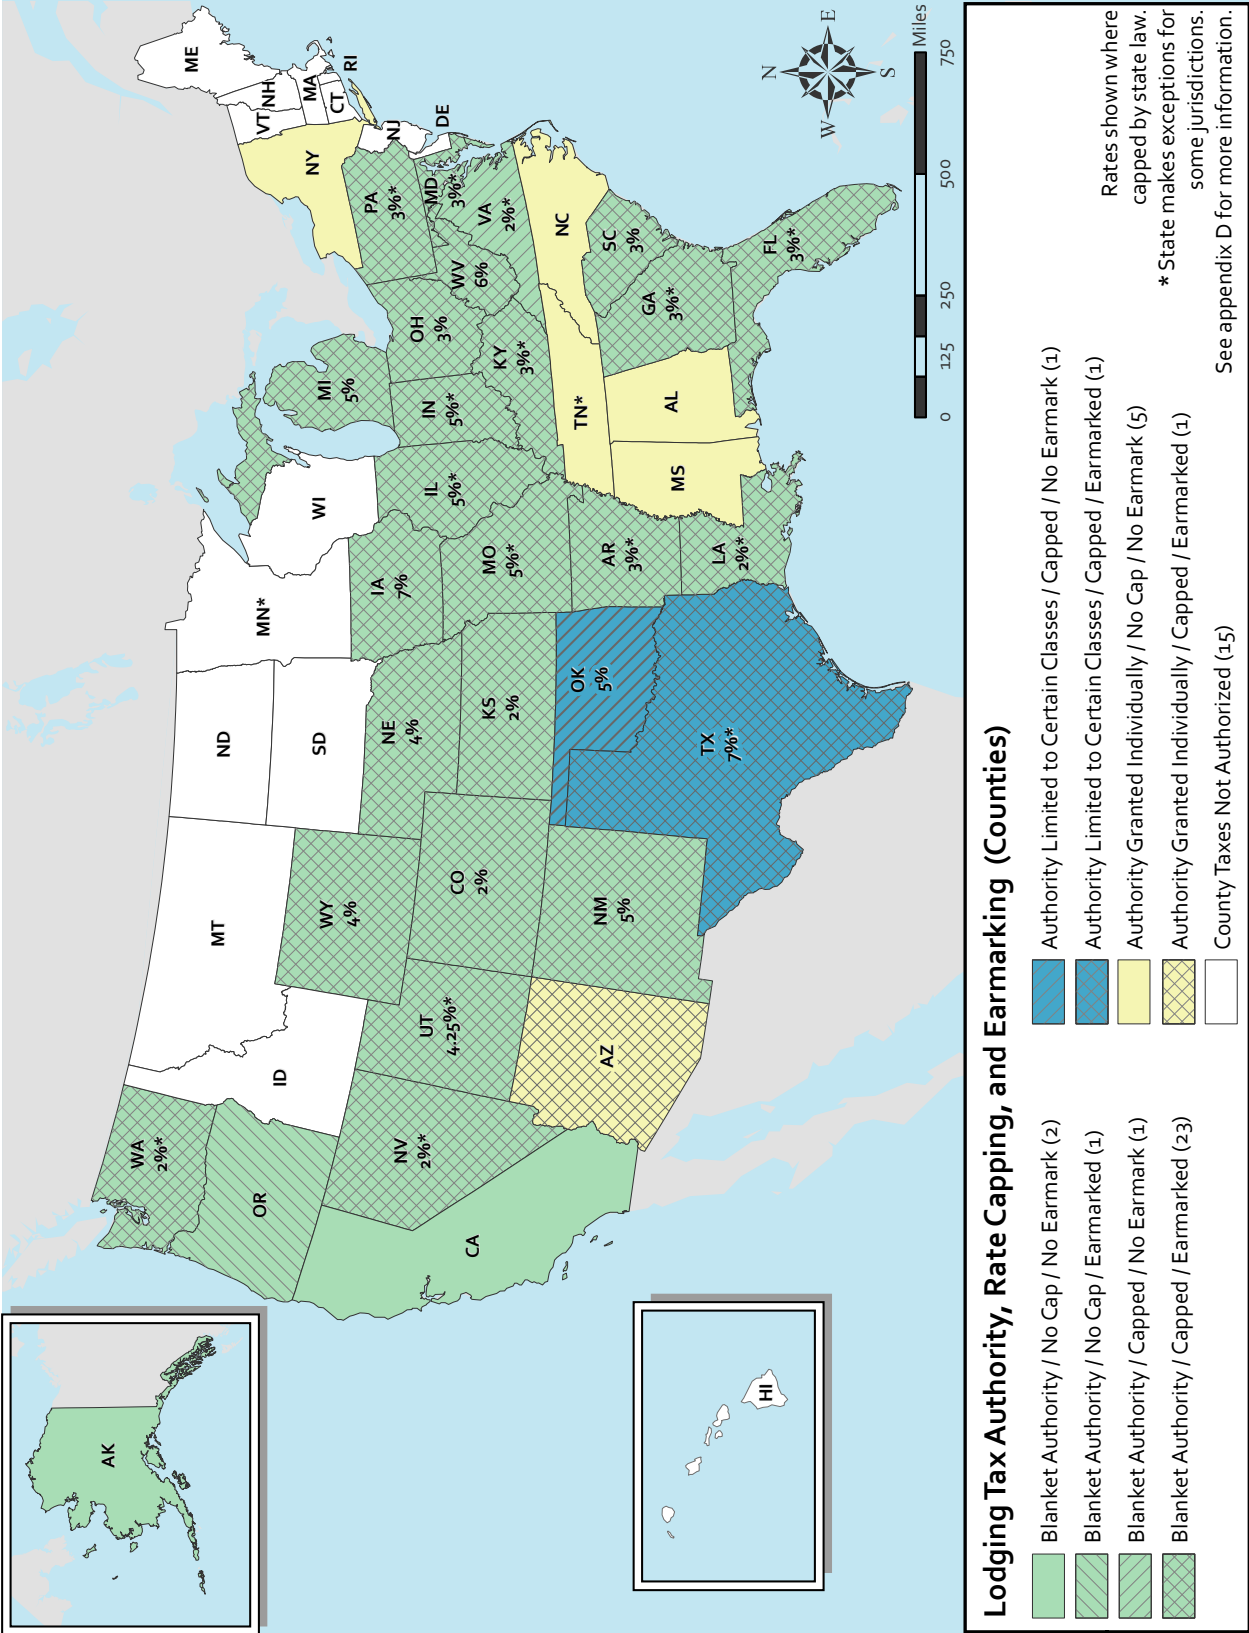 AK
HI
WA
2%*
OR
CA
NV
2%*
ID
MT
UT
4.25%*
AZ
WY
4%
CO
2%
NM
5%
ND
SD
NE
4%
KS
2%
OK
5%
TX
7%*
MN*
IA
7%
MO
5%*
AR
3%*
LA
2%*
WI
IL
5%*
MI
5%
IN
5%*
OH
3%
KY
3%*
TN*
MS
AL
GA
3%*
FL
3%*
SC
3%
NC
WV
6%
VA
2%*
MD
3%*
PA
3%*
DE
NJ
NY
CT
RI
MA
VT
NH
ME
N
W
E
S
0
125
250
500
750
Miles
Lodging Tax Authority, Rate Capping, and Earmarking (Counties)
Blanket Authority / No Cap / No Earmark (2)
Blanket Authority / No Cap / Earmarked (1)
Blanket Authority / Capped / No Earmark (1)
Blanket Authority / Capped / Earmarked (23)
Authority Limited to Certain Classes / Capped / No Earmark (1)
Authority Limited to Certain Classes / Capped / Earmarked (1)
Authority Granted Individually / No Cap / No Earmark (5)
Authority Granted Individually / Capped / Earmarked (1)
County Taxes Not Authorized (15)
Rates shown where
capped by state law.
* State makes exceptions for
some jurisdictions.
See appendix D for more information.